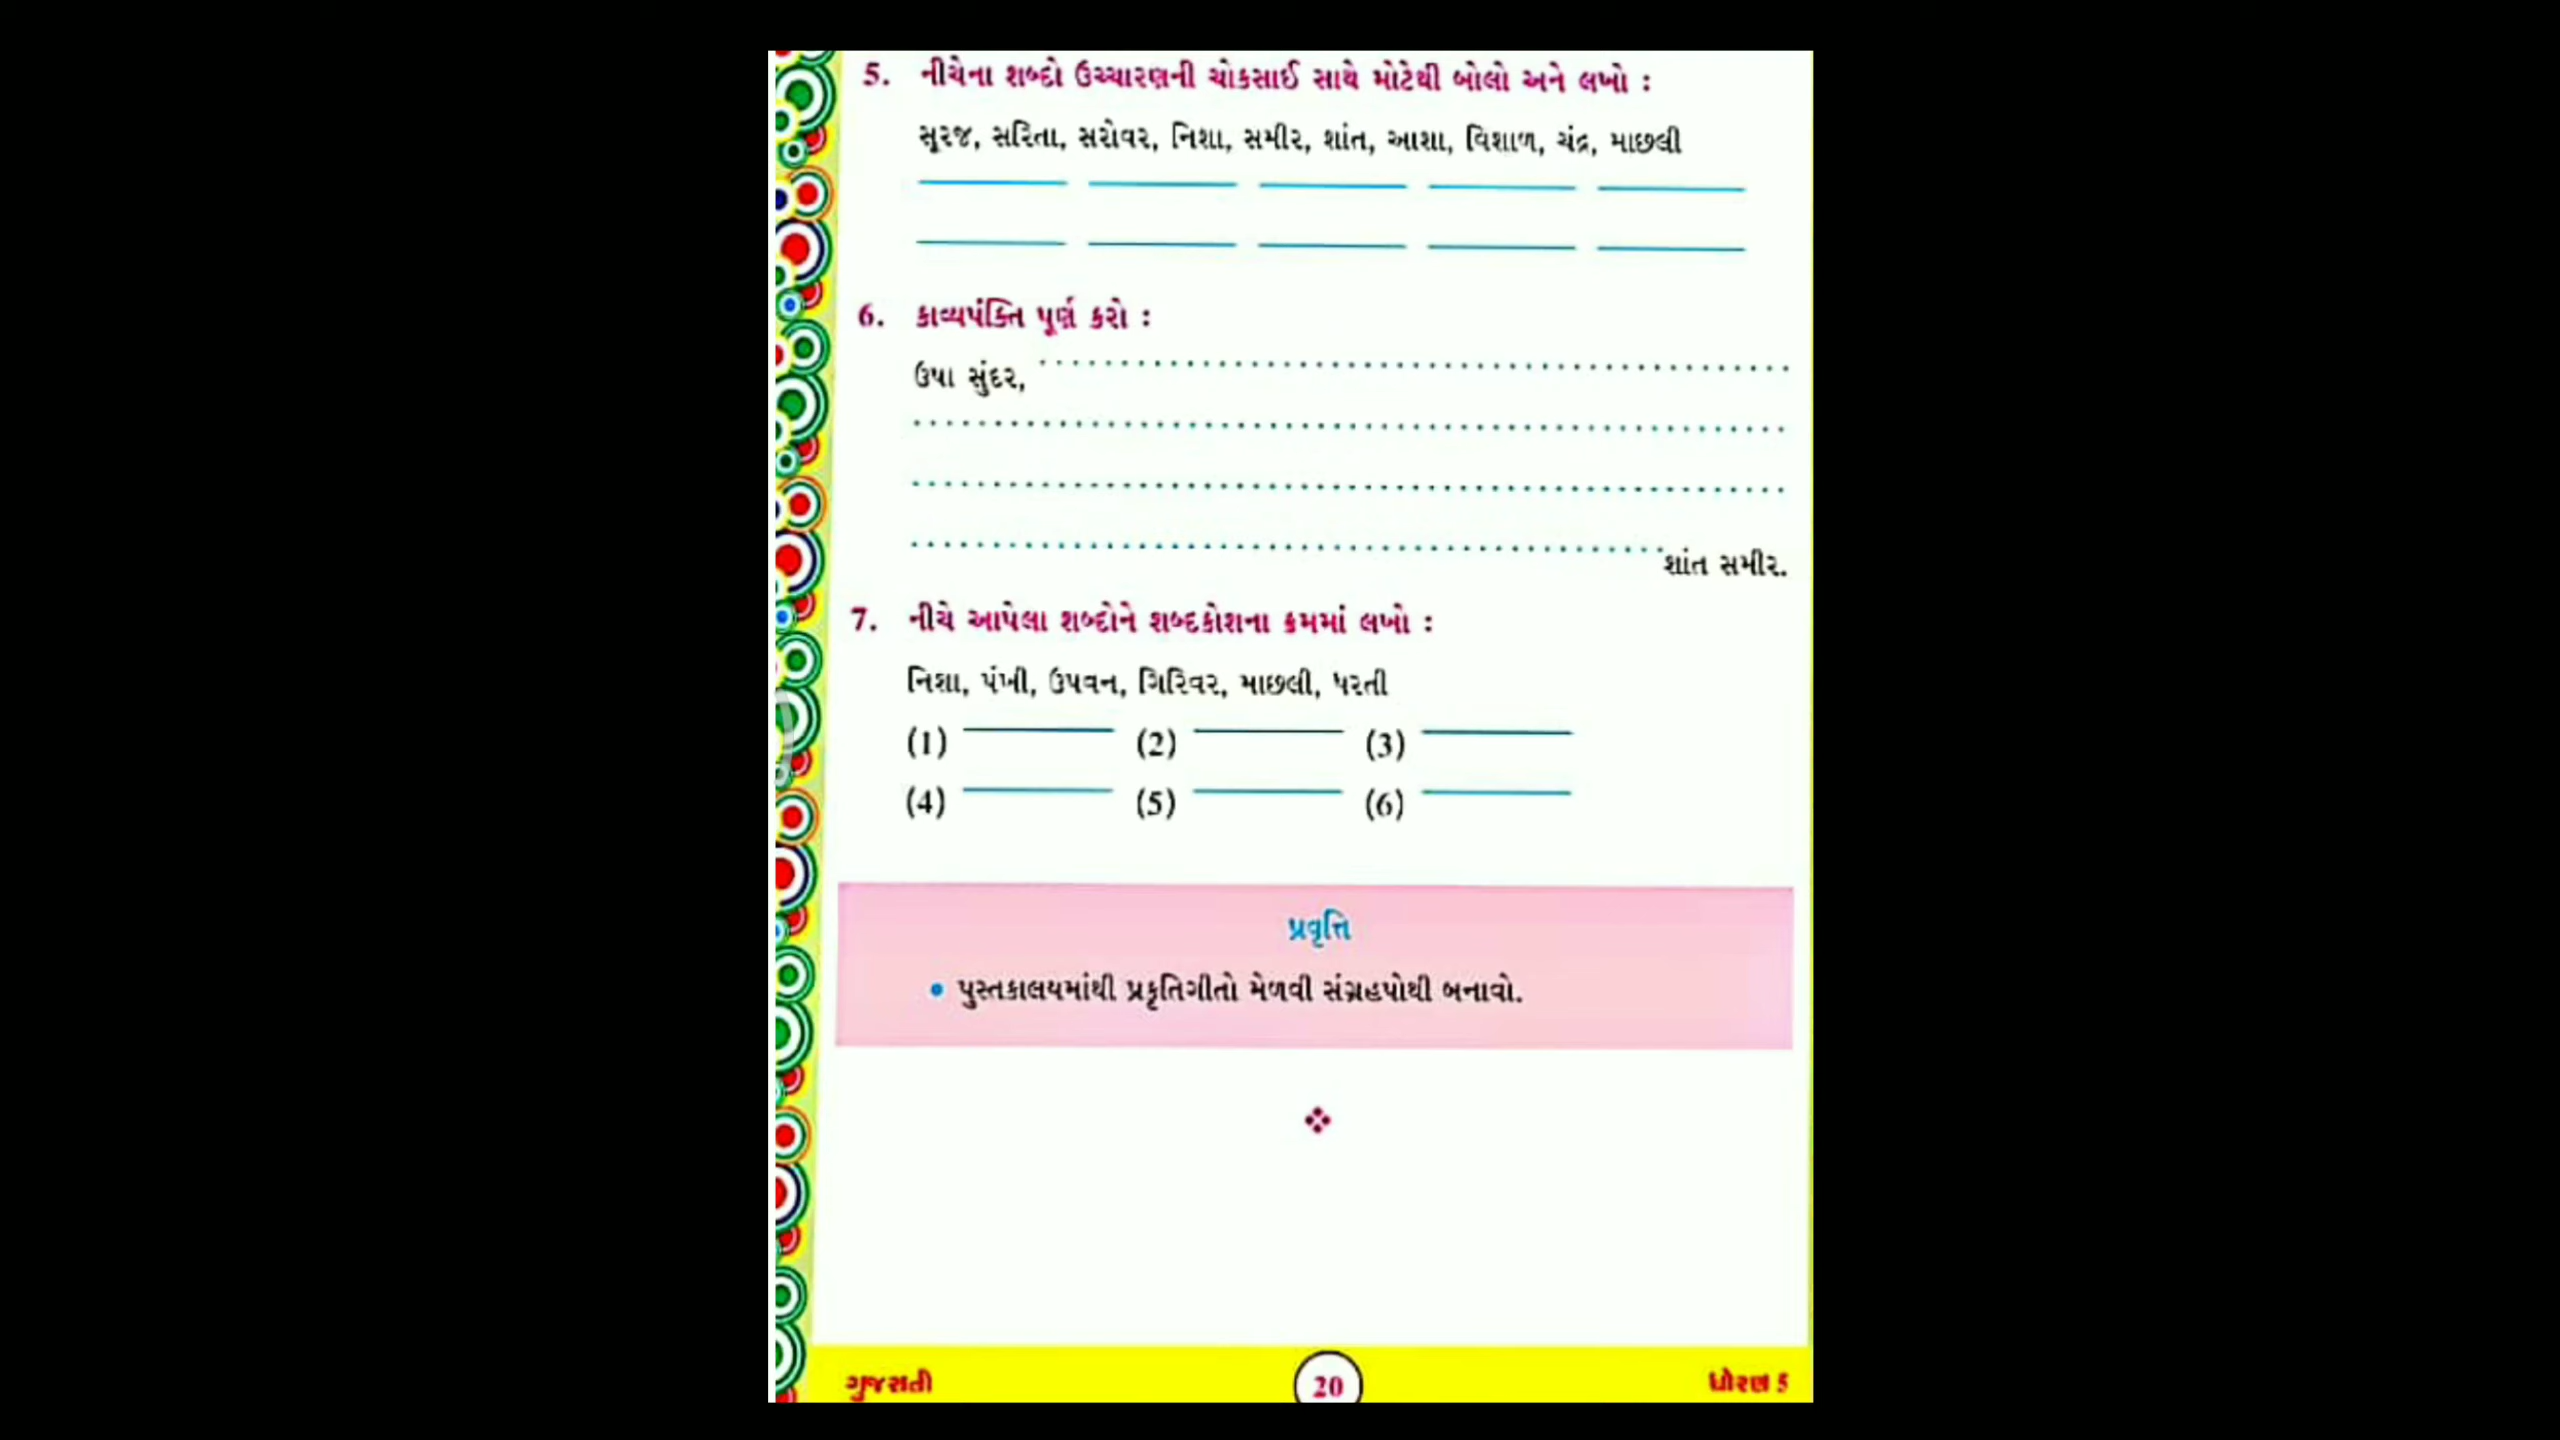 5. નીચેના શબ્દો ઉચ્ચારણની ચોકસાઈ સાથે મોટેથી બોલો અને લખો :
સૂરજ, સરિતા, સરોવર, નિશા, સમીર, શાંત, આશા, વિશાળ, ચંદ્ર, માછલી
6. કાવ્યપંક્તિ પૂર્ણ કરો :
ઉષા સુંદર,
શાંત સમીર.
7. નીચે આપેલા શબ્દોને શબ્દકોશના ક્રમમાં લખો :
નિશા, પંખી, ઉપવન, ગિરિવર, માછલી, ધરતી
(1) (2) (3)
(4) (5) (6)
પ્રવૃત્તિ
• પુસ્તકાલયમાંથી પ્રકૃતિગીતો મેળવી સંગ્રહપોથી બનાવો.
ગુજરાતી 20 ધોરણ 5